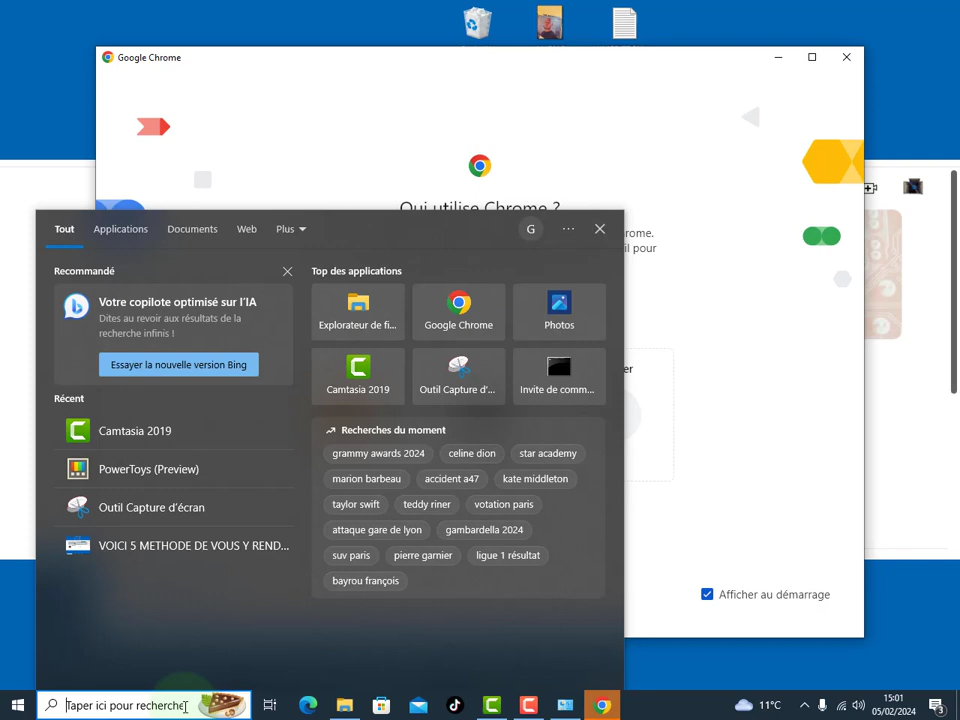 Google Chrome
Qui utilise Chrome ?
Tout
Applications
Documents
Web
Plus
G
Recommandé
Votre copilote optimisé sur l'IA
Dites au revoir aux résultats de la
recherche infinis !
Essayer la nouvelle version Bing
Récent
Camtasia 2019
PowerToys (Preview)
Outil Capture d'écran
VOICI 5 METHODE DE VOUS Y REND...
Top des applications
Explorateur de fi...
Google Chrome
Photos
Camtasia 2019
Outil Capture d'...
Invite de comm...
Recherches du moment
grammy awards 2024
celine dion
star academy
marion barbeau
accident a47
kate middleton
taylor swift
teddy riner
votation paris
attaque gare de lyon
gambardella 2024
suv paris
pierre garnier
ligue 1 résultat
bayrou françois
rome.
il pour
er
Afficher au démarrage
Taper ici pour recherche
11°C
15:01
05/02/2024
3